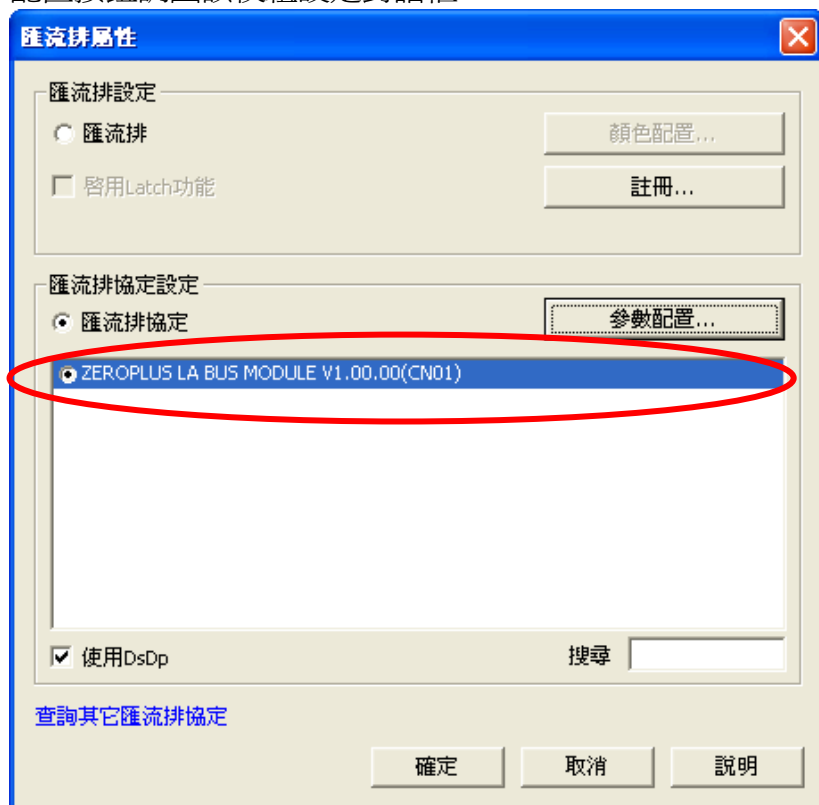 匯流排屬性
匯流排設定
匯流排
顏色配置...
啓用Latch功能
註冊...
匯流排協定設定
匯流排協定
參數配置...
ZEROPLUS LA BUS MODULE V1.00.00(CN01)
使用DsDp
搜尋
查詢其它匯流排協定
確定
取消
說明